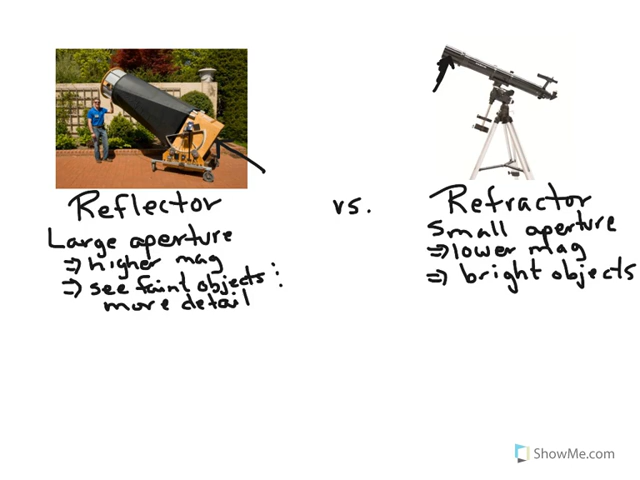 Reflector vs. Refractor
Large aperture
⇒ higher mag
⇒ see faint objects:
more detail
small aperture
⇒ lower mag
⇒ bright objects
ShowMe.com